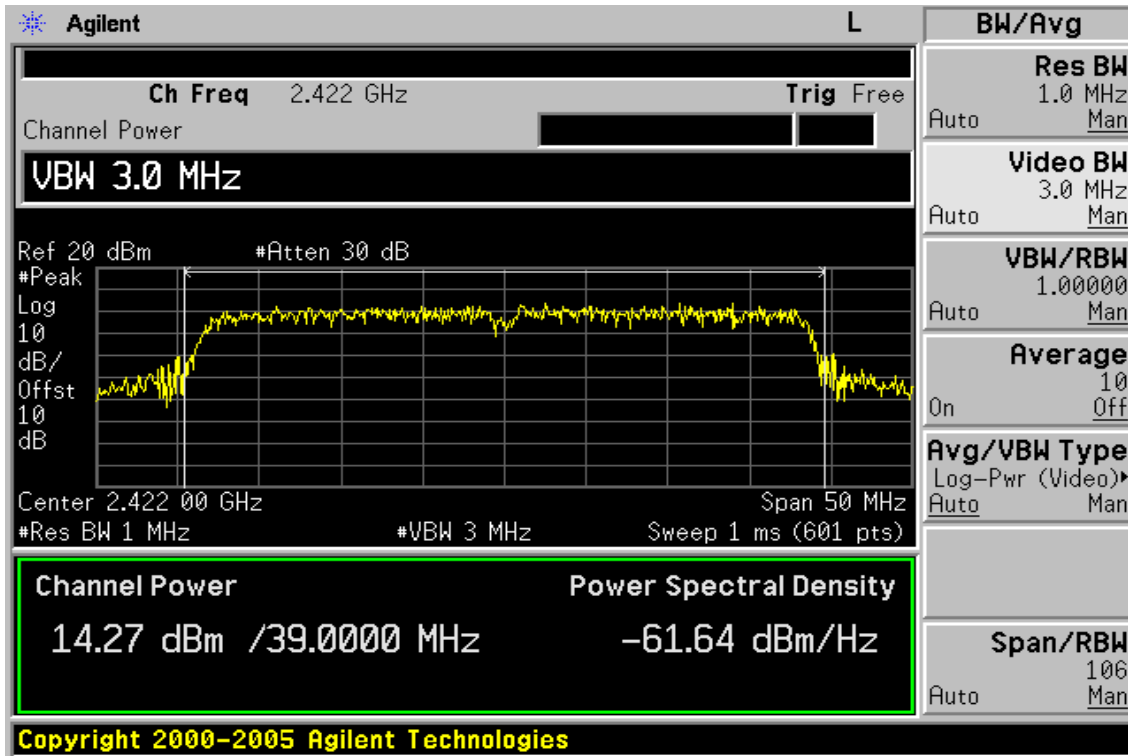 Agilent L
Ch Freq 2.422 GHz Trig Free
Channel Power
VBW 3.0 MHz
Ref 20 dBm #Atten 30 dB
#Peak
Log
10
dB/
Offst
10
dB
Center 2.422 00 GHz Span 50 MHz
#Res BW 1 MHz #VBW 3 MHz Sweep 1 ms (601 pts)
Channel Power Power Spectral Density
14.27 dBm /39.0000 MHz -61.64 dBm/Hz
Copyright 2000-2005 Agilent Technologies
BW/Avg
Res BW
1.0 MHz
Auto Man
Video BW
3.0 MHz
Auto Man
VBW/RBW
1.00000
Auto Man
Average
10
On Off
Avg/VBW Type
Log-Pwr (Video)
Auto Man
Span/RBW
106
Auto Man